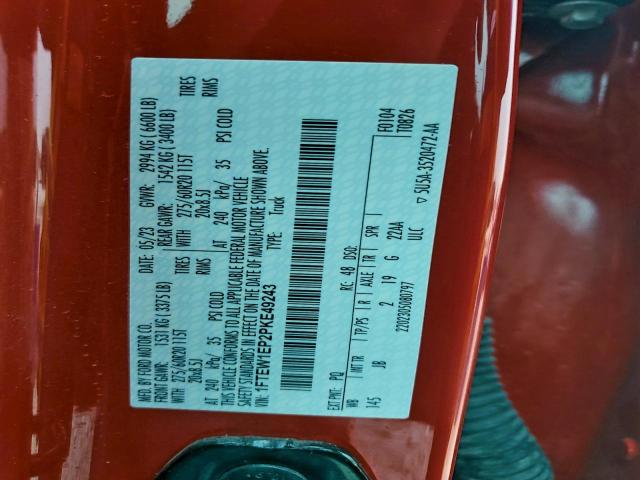 MFD. BY FORD MOTOR CO.
DATE: 05/23 GVWR: 2994 KG ( 6600 LB)
FRONT GAWR: 1531 KG ( 3375 LB) REAR GAWR: 1542 KG ( 3400 LB)
WITH 275/60R20 115T TIRES WITH 275/60R20 115T TIRES
20x8.5J RIMS 20x8.5J RIMS
AT 240 kPa/ 35 PSI COLD AT 240 kPa/ 35 PSI COLD
THIS VEHICLE CONFORMS TO ALL APPLICABLE FEDERAL MOTOR VEHICLE
SAFETY STANDARDS IN EFFECT ON THE DATE OF MANUFACTURE SHOWN ABOVE.
VIN: 1FTEW1EP2PKE49243 TYPE: Truck
F0104
T0B26
EXT PNT: PQ RC: 48 DSO:
WB INT TR TP/PS R AXLE TR SPR
145 JB 2 19 G 22AA
2202305080797 ULC
▽ 5U5A-3520472-AA